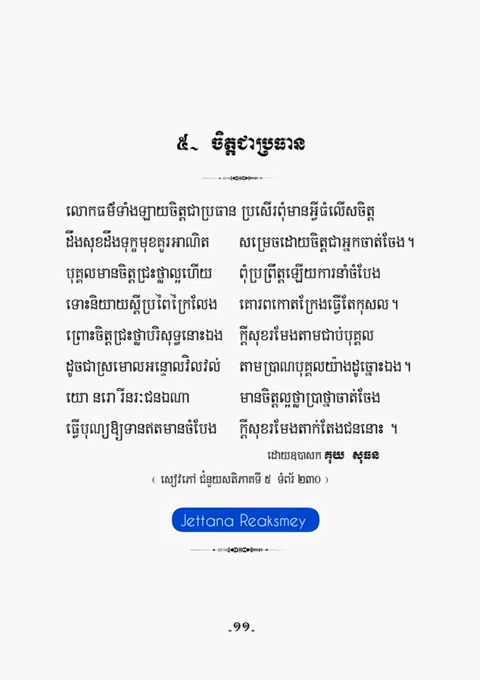 ៥~ ចិត្តជាប្រធាន
លោកធម៌ទាំងឡាយចិត្តជាប្រធាន ប្រសើរពុំមានអ្វីធំលើសចិត្ត
ដឹងសុខដឹងទុក្ខមុខគួរអាណិត សម្រេចដោយចិត្តជាអ្នកចាត់ចែង។
បុគ្គលមានចិត្តជ្រះថ្លាល្អហើយ ពុំប្រព្រឹត្តឡើយការនាំចំបែង
ទោះនិយាយស្ដីប្រពៃក្រៃលែង គោរពកោតក្រែងធ្វើតែកុសល។
ព្រោះចិត្តជ្រះថ្លាបរិសុទ្ធនោះឯង ក្ដីសុខរមែងតាមជាប់បុគ្គល
ដូចជាស្រមោលអន្ទោលវិលវល់ តាមប្រាណបុគ្គលយ៉ាងដូច្នោះឯង។
យោ នរោ រីនរៈជនឯណា មានចិត្តល្អថ្លាប្រាថ្នាចាត់ចែង
ធ្វើបុណ្យឱ្យទានឥតមានចំបែង ក្ដីសុខរមែងតាក់តែងជននោះ ។
ដោយឧបាសក គុយ សុធន
( សៀវភៅ ជំនួយសតិភាគទី ៥ ទំព័រ ២៣០ )
Jettana Reaksmey
-១១-